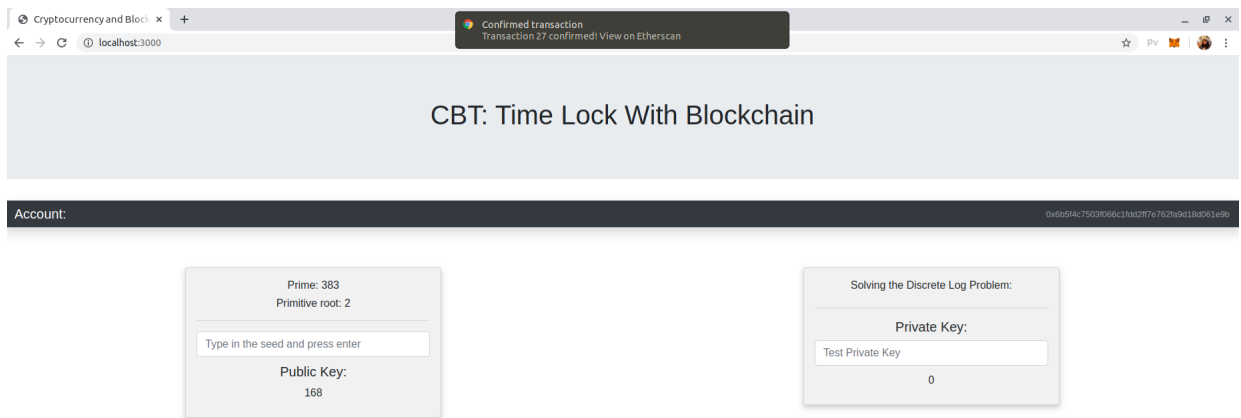 Cryptocurrency and Block
Confirmed transaction
Transaction 27 confirmed! View on Etherscan
localhost:3000
Pv
CBT: Time Lock With Blockchain
Account:
0x6b5f4c7503f066c1fdd2ff7e762fa9d18d061e9b
Prime: 383
Primitive root: 2
Type in the seed and press enter
Public Key:
168
Solving the Discrete Log Problem:
Private Key:
Test Private Key
0